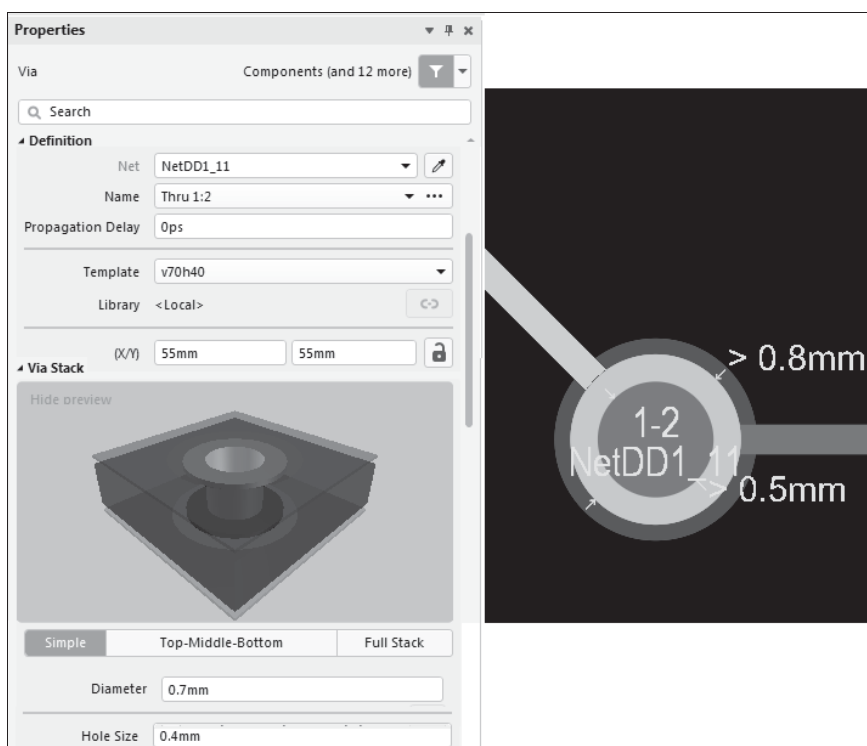 Properties
Via
Components (and 12 more)
Search
Definition
Net
NetDD1_11
Name
Thru 1:2
Propagation Delay
0ps
Template
v70h40
Library
<Local>
(X/Y)
55mm
55mm
Via Stack
Hide preview
Simple
Top-Middle-Bottom
Full Stack
Diameter
0.7mm
Hole Size
0.4mm
> 0.8mm
1-2
NetDD1_11
> 0.5mm